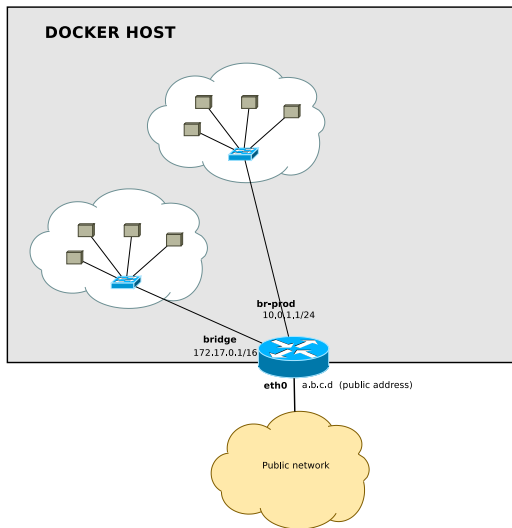 DOCKER HOST
br-prod
10,0.1,1/24
bridge
172.17.0.1/16
eth0 a.b.c.d (public address)
Public network